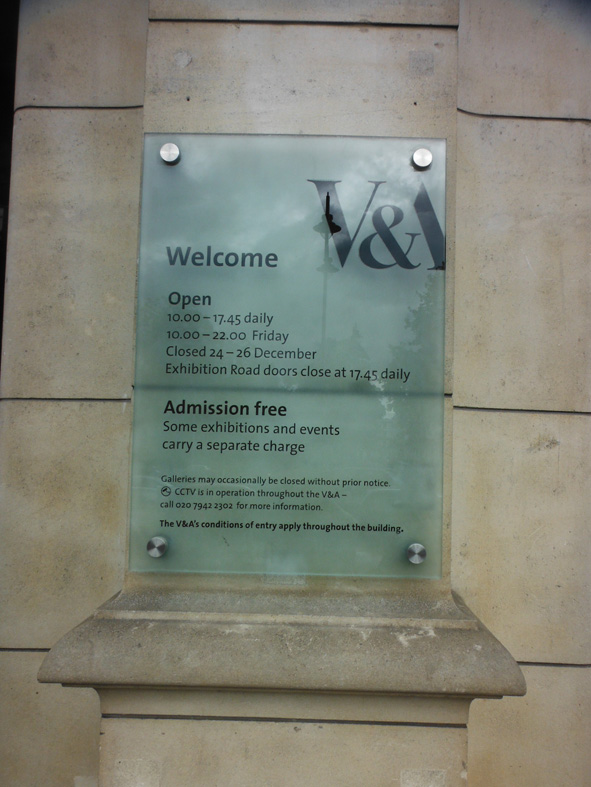 V&A
Welcome
Open
10.00 – 17.45 daily
10.00 – 22.00 Friday
Closed 24 – 26 December
Exhibition Road doors close at 17.45 daily
Admission free
Some exhibitions and events
carry a separate charge
Galleries may occasionally be closed without prior notice.
CCTV is in operation throughout the V&A –
call 020 7942 2302 for more information.
The V&A's conditions of entry apply throughout the building.